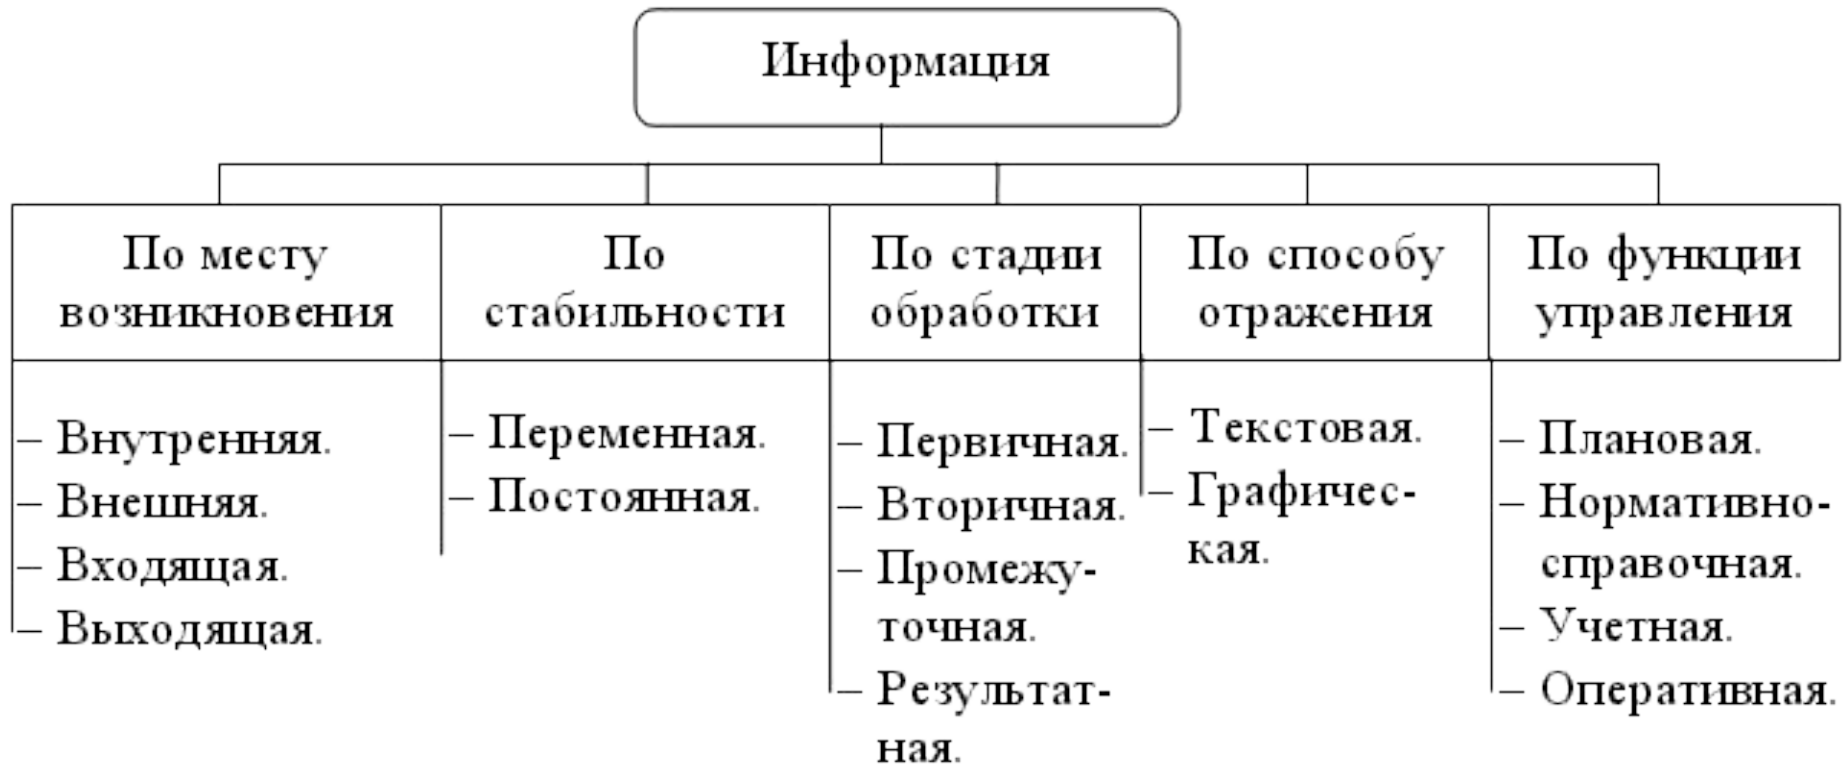 Информация
По месту
возникновения
По
стабильности
По стадии
обработки
По способу
отражения
По функции
управления
– Внутренняя.
– Внешняя.
– Входящая.
– Выходящая.
– Переменная.
– Постоянная.
– Первичная.
– Вторичная.
– Промежу-
точная.
– Результат-
ная.
– Текстовая.
– Графичес-
кая.
– Плановая.
– Нормативно-
справочная.
– Учетная.
– Оперативная.